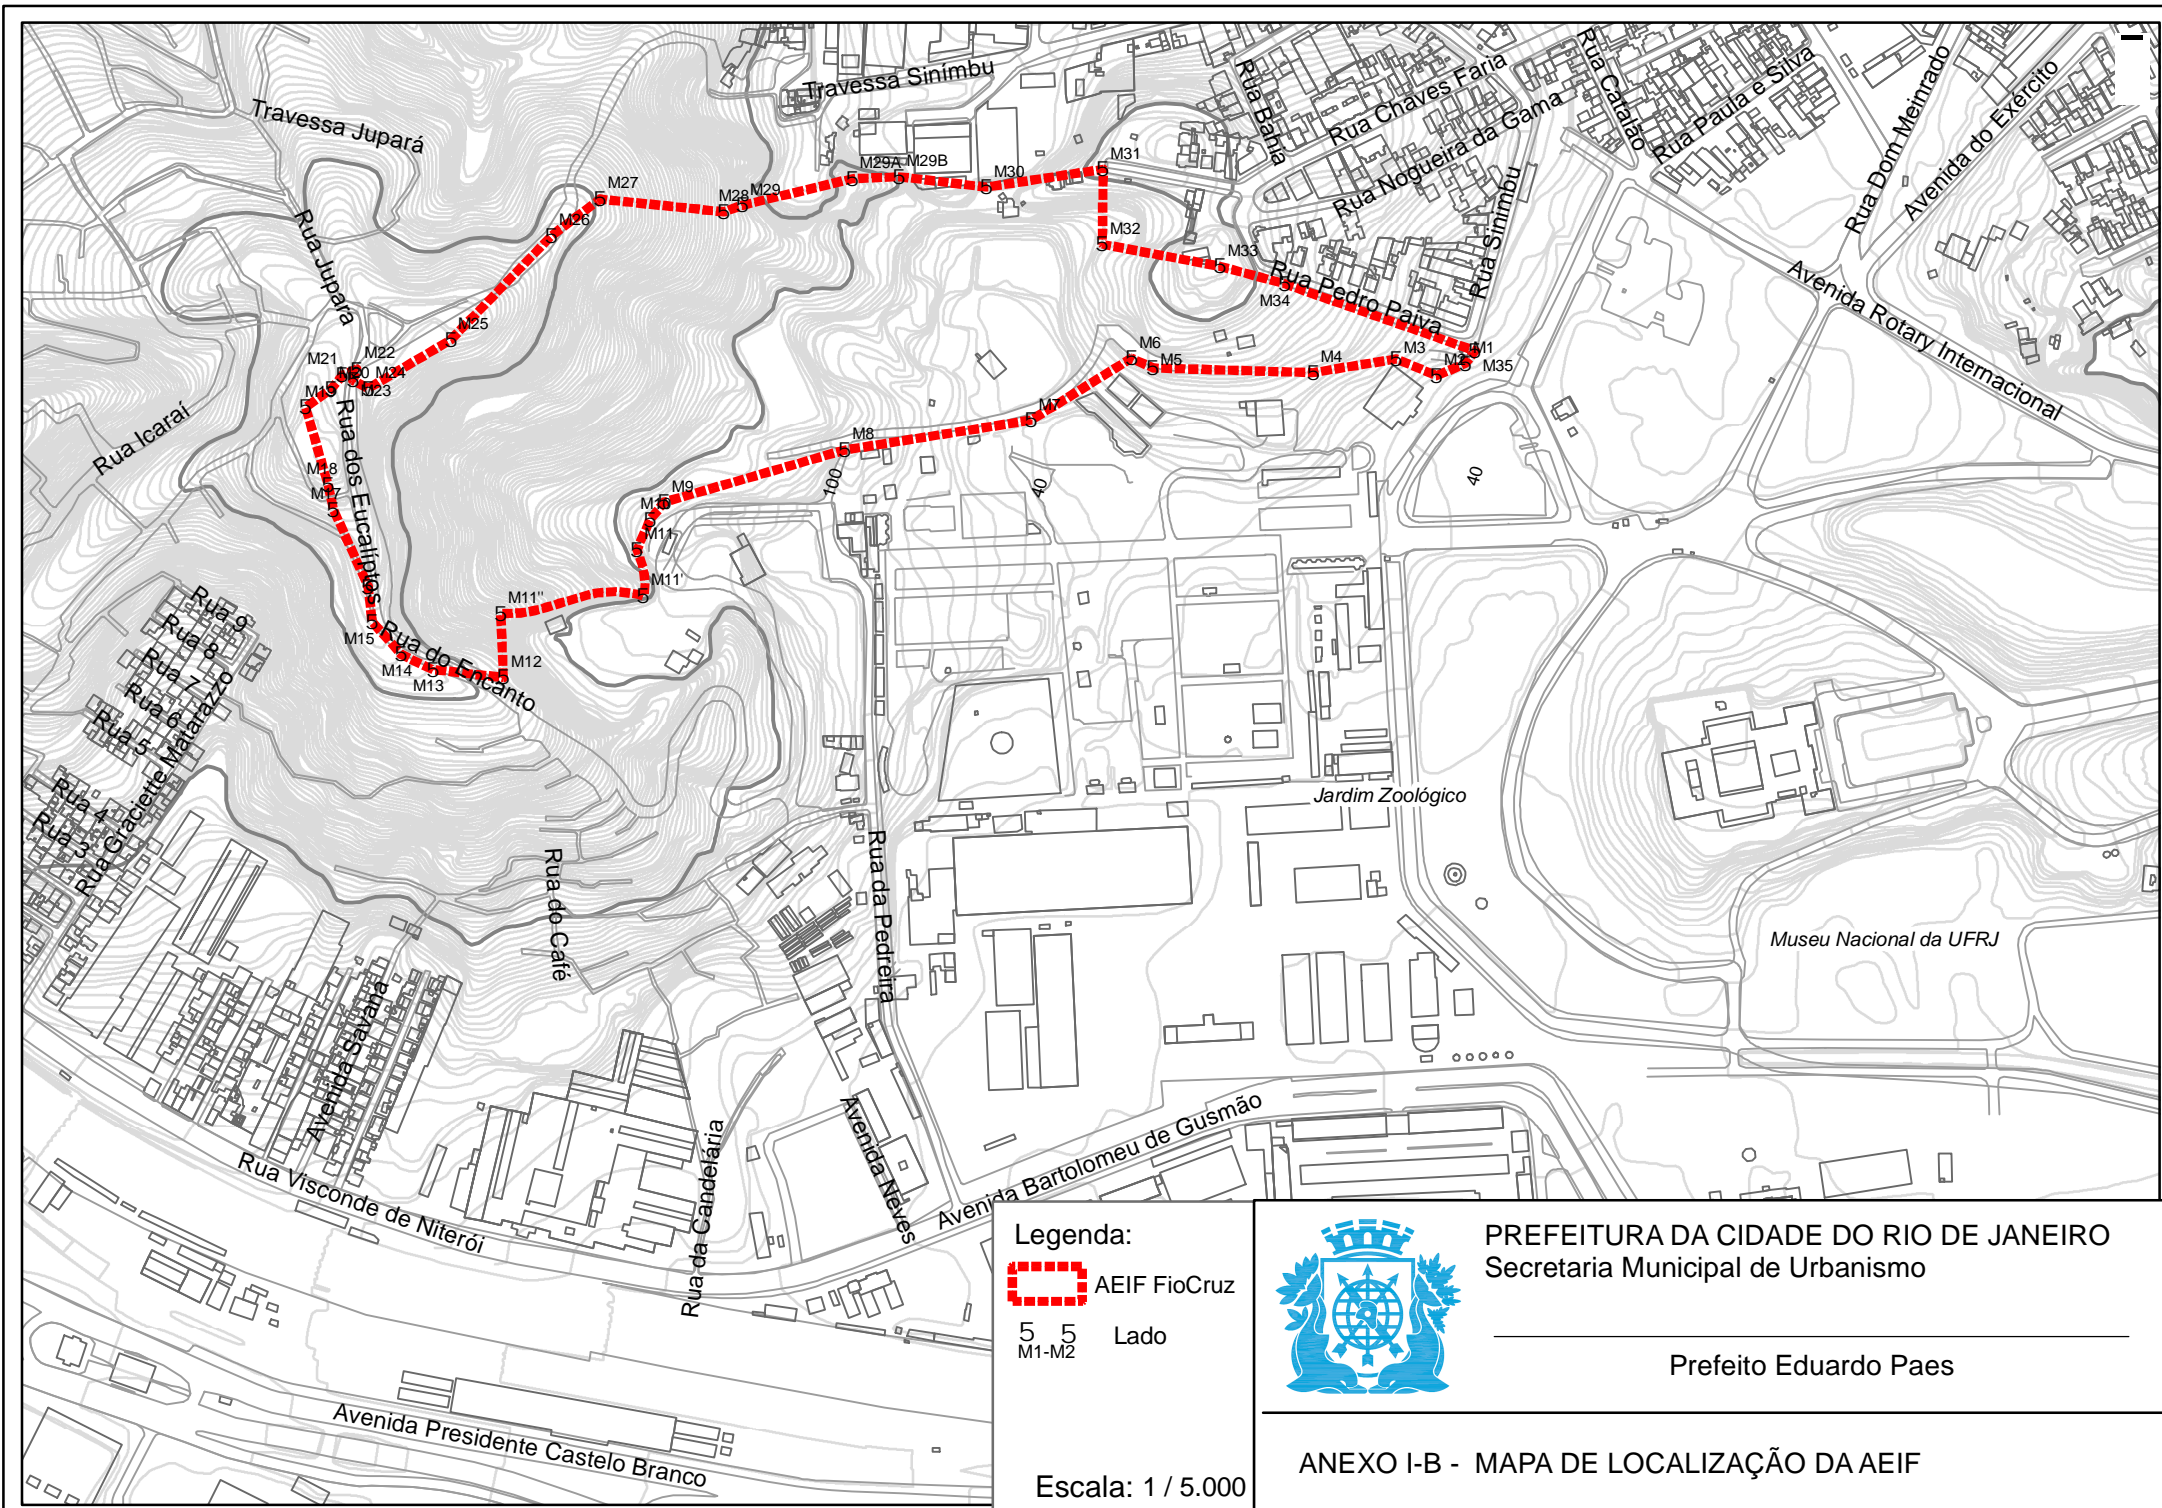 Travessa Sinímbu
Travessa Jupará
Rua Bahia
Rua Chaves Faria
Rua Nogueira da Gama
Rua Catalão
Rua Paula e Silva
Rua Dom Meinrado
Avenida do Exército
Rua Sinimbu
Avenida Rotary Internacional
Rua Pedro Paiva
Rua Jupara
Rua Icaraí
Rua dos Eucalíptos
Rua do Encanto
M27
M26
M28
M29
M29A
M29B
M30
M31
M32
M33
M34
M1
M35
M2
M3
M4
M5
M6
M7
M8
M9
M10
M11
M11'
M11"
M12
M13
M14
M15
M17
M18
M19
M20
M21
M22
M23
M24
M25
100
40
40
Rua 9
Rua 8
Rua 7
Rua 6
Rua 5
Rua 4
Rua 3
Rua Graciette Matarazzo
Rua do Café
Rua da Pedreira
Jardim Zoológico
Museu Nacional da UFRJ
Avenida Savana
Rua Visconde de Niterói
Rua da Candelária
Avenida Neves
Avenida Bartolomeu de Gusmão
Avenida Presidente Castelo Branco
Legenda:
AEIF FioCruz
5 5
M1-M2
Lado
Escala: 1 / 5.000
PREFEITURA DA CIDADE DO RIO DE JANEIRO
Secretaria Municipal de Urbanismo
Prefeito Eduardo Paes
ANEXO I-B - MAPA DE LOCALIZAÇÃO DA AEIF